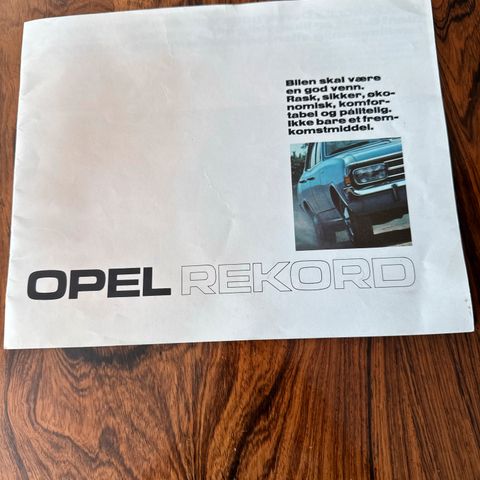 Bilen skal være
en god venn.
Rask, sikker, øko-
nomisk, komfor-
tabel og pålitelig.
Ikke bare et frem-
komstmiddel.
OPEL REKORD